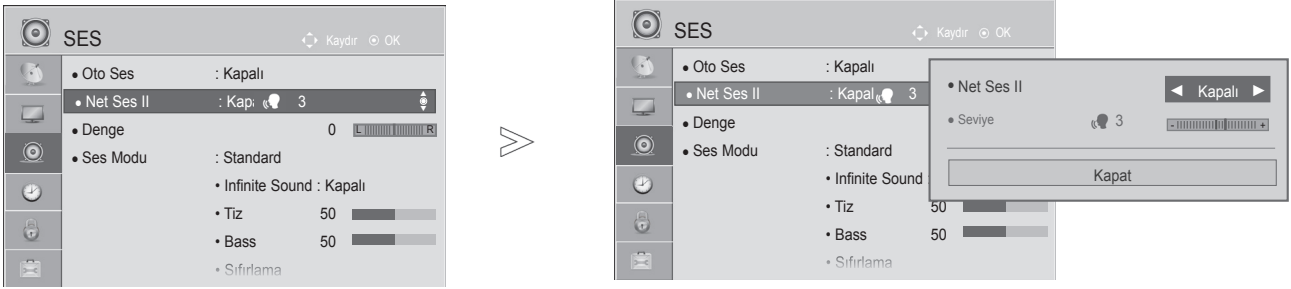 SES
Kaydır OK
• Oto Ses : Kapalı
• Net Ses II : Kapa 3
• Denge 0 L R
• Ses Modu : Standard
• Infinite Sound : Kapalı
• Tiz 50
• Bass 50
• Sıfırlama
SES
Kaydır OK
• Oto Ses : Kapalı
• Net Ses II : Kapal 3
• Denge
• Ses Modu : Standard
• Infinite Sound :
• Tiz 50
• Bass 50
• Sıfırlama
• Net Ses II ◄ Kapalı ►
• Seviye 3 - +
Kapat